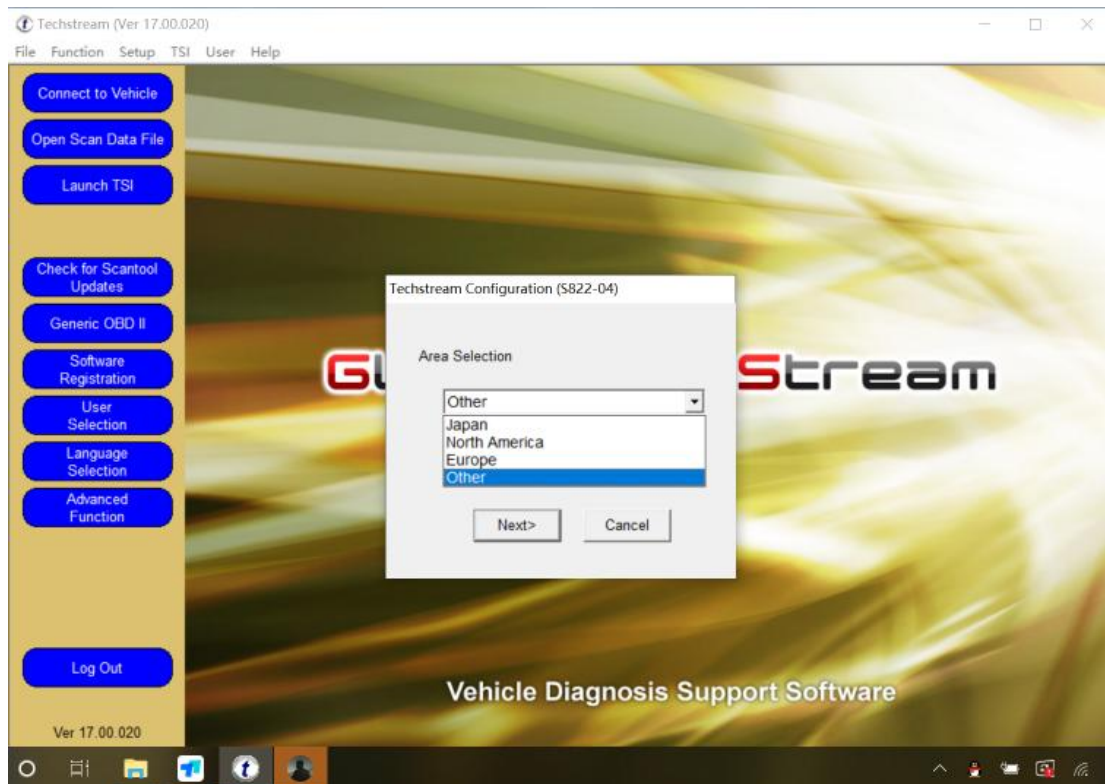 Techstream (Ver 17.00.020)
File Function Setup TSI User Help
Connect to Vehicle
Open Scan Data File
Launch TSI
Check for Scantool
Updates
Generic OBD II
Software
Registration
User
Selection
Language
Selection
Advanced
Function
Log Out
Ver 17.00.020
Techstream Configuration (S822-04)
Area Selection
Other
Japan
North America
Europe
Other
Next>
Cancel
Stream
Vehicle Diagnosis Support Software